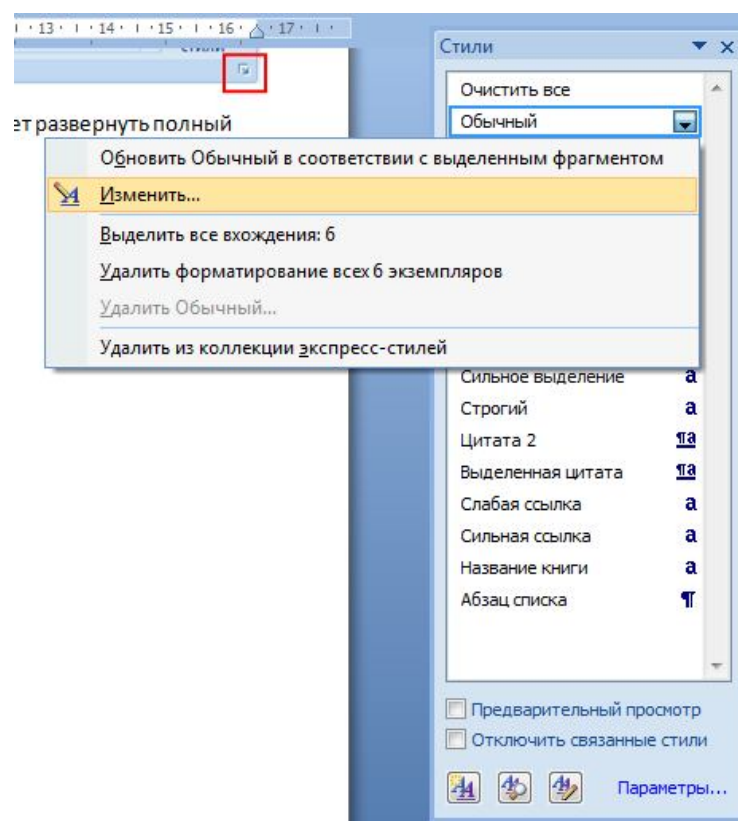 13 · 14 · 15 · 16 · 17
Стили
Очистить все
Обычный
ет развернуть полный
Обновить Обычный в соответствии с выделенным фрагментом
Изменить...
Выделить все вхождения: 6
Удалить форматирование всех 6 экземпляров
Удалить Обычный...
Удалить из коллекции экспресс-стилей
Сильное выделение a
Строгий a
Цитата 2 ¶a
Выделенная цитата ¶a
Слабая ссылка a
Сильная ссылка a
Название книги a
Абзац списка ¶
Предварительный просмотр
Отключить связанные стили
Параметры...